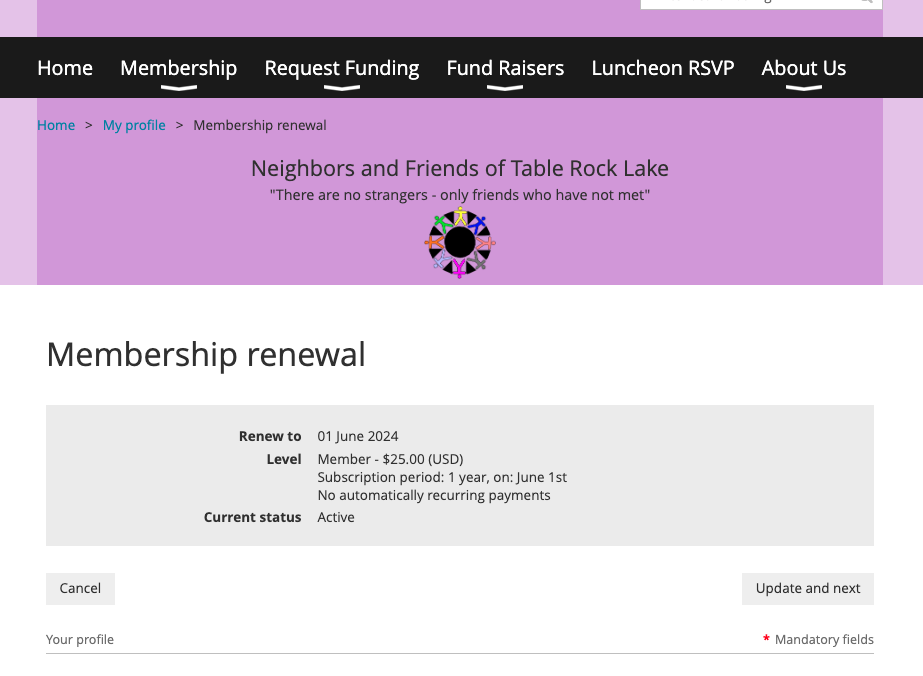 Home Membership Request Funding Fund Raisers Luncheon RSVP About Us
Home > My profile > Membership renewal
Neighbors and Friends of Table Rock Lake
"There are no strangers - only friends who have not met"
Membership renewal
Renew to 01 June 2024
Level Member - $25.00 (USD)
Subscription period: 1 year, on: June 1st
No automatically recurring payments
Current status Active
Cancel Update and next
Your profile * Mandatory fields